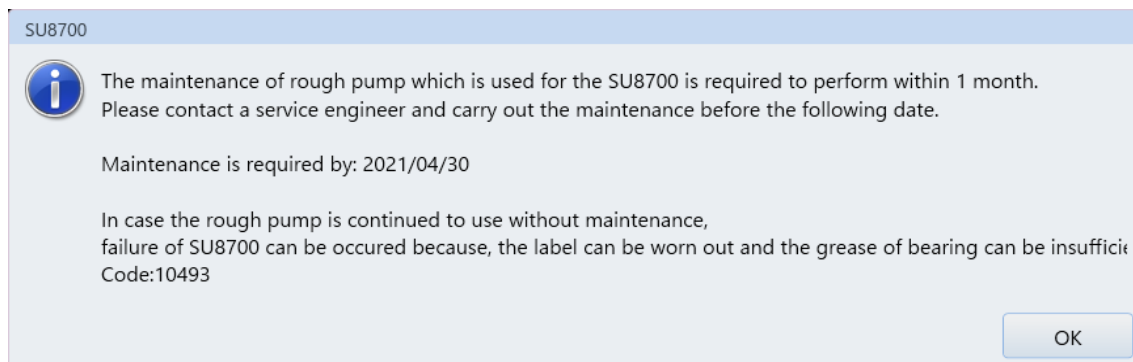 SU8700
The maintenance of rough pump which is used for the SU8700 is required to perform within 1 month.
Please contact a service engineer and carry out the maintenance before the following date.
Maintenance is required by: 2021/04/30
In case the rough pump is continued to use without maintenance,
failure of SU8700 can be occured because, the label can be worn out and the grease of bearing can be
Code:10493
OK